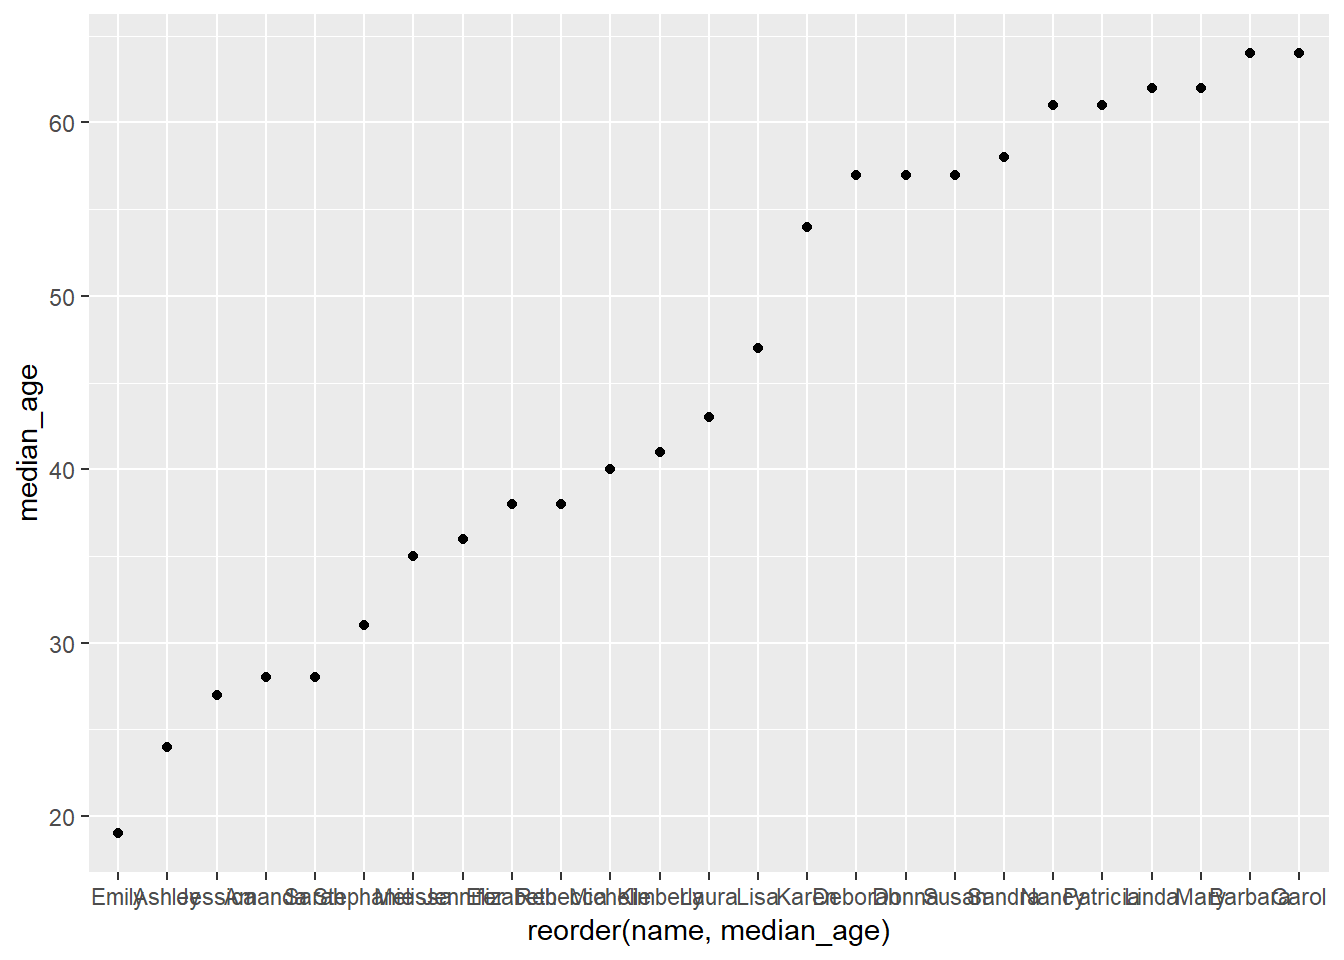 60
50
40
30
20
median_age
Emily Ashley Jessica Amanda Sarah Stephanie Melissa Jennifer Elizabeth Rebecca Michelle Kimberly Laura Lisa Karen Deborah Donna Susan Sandra Nancy Patricia Linda Mary Barbara Carol
reorder(name, median_age)